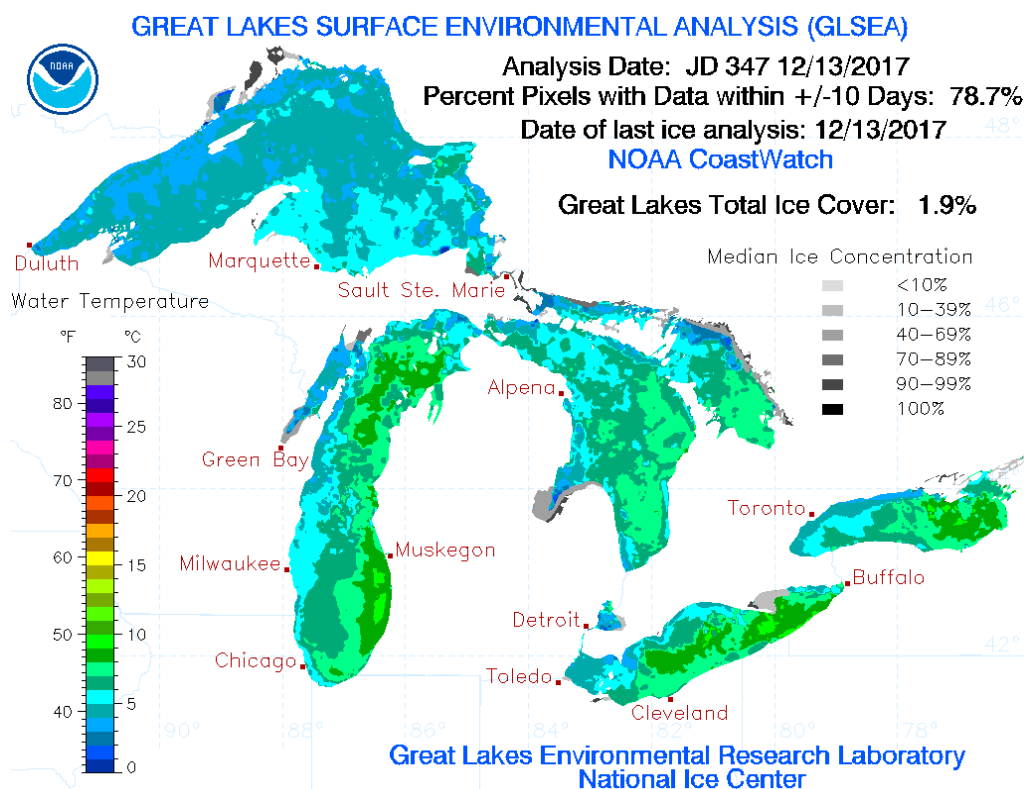 GREAT LAKES SURFACE ENVIRONMENTAL ANALYSIS (GLSEA)
NOAA
Analysis Date: JD 347 12/13/2017
Percent Pixels with Data within +/-10 Days: 78.7%
Date of last ice analysis: 12/13/2017
48°
NOAA CoastWatch
Great Lakes Total Ice Cover: 1.9%
Duluth
Marquette
Sault Ste. Marie
Median Ice Concentration
<10%
10-39%
40-69%
70-89%
90-99%
100%
46°
Water Temperature
°F °C
30
80
25
70
20
60
15
50
10
40
5
0
Alpena
Green Bay
Toronto
Milwaukee
Muskegon
Buffalo
Detroit
Chicago
Toledo
Cleveland
42°
90° 88° 86° 84° 82° 80° 78°
Great Lakes Environmental Research Laboratory
National Ice Center